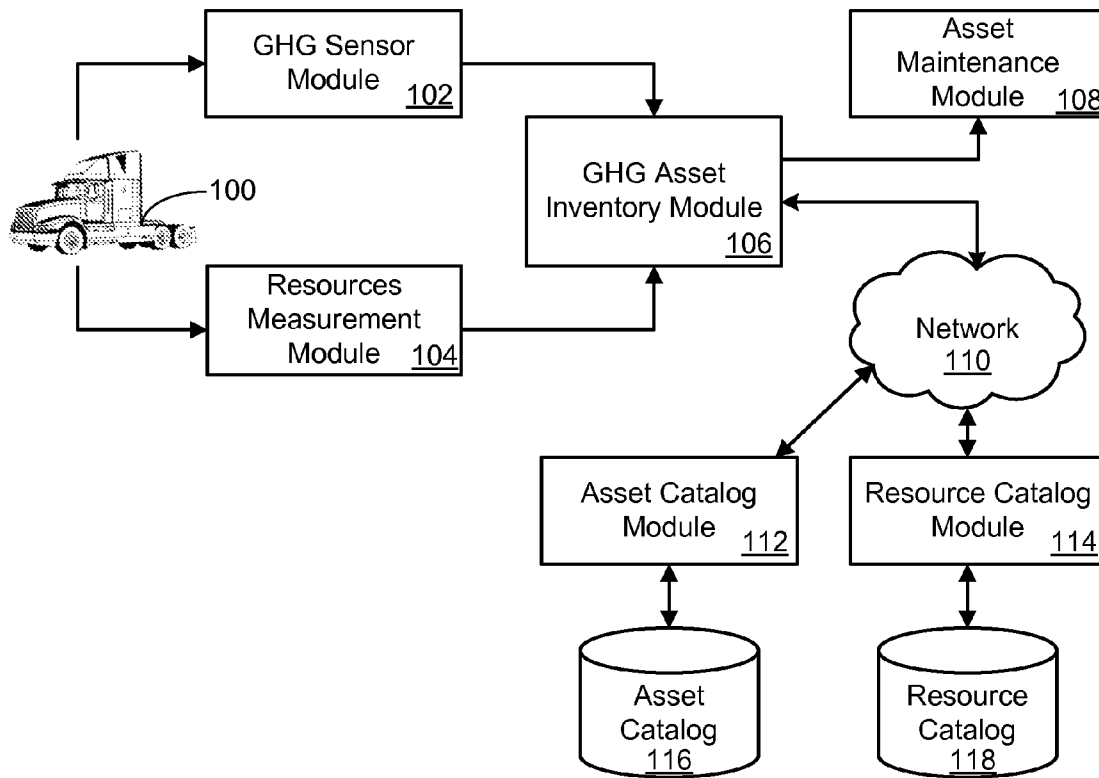 GHG Sensor
Module
102
Asset
Maintenance
Module
108
100
GHG Asset
Inventory Module
106
Resources
Measurement
Module
104
Network
110
Asset Catalog
Module
112
Resource Catalog
Module
114
Asset
Catalog
116
Resource
Catalog
118